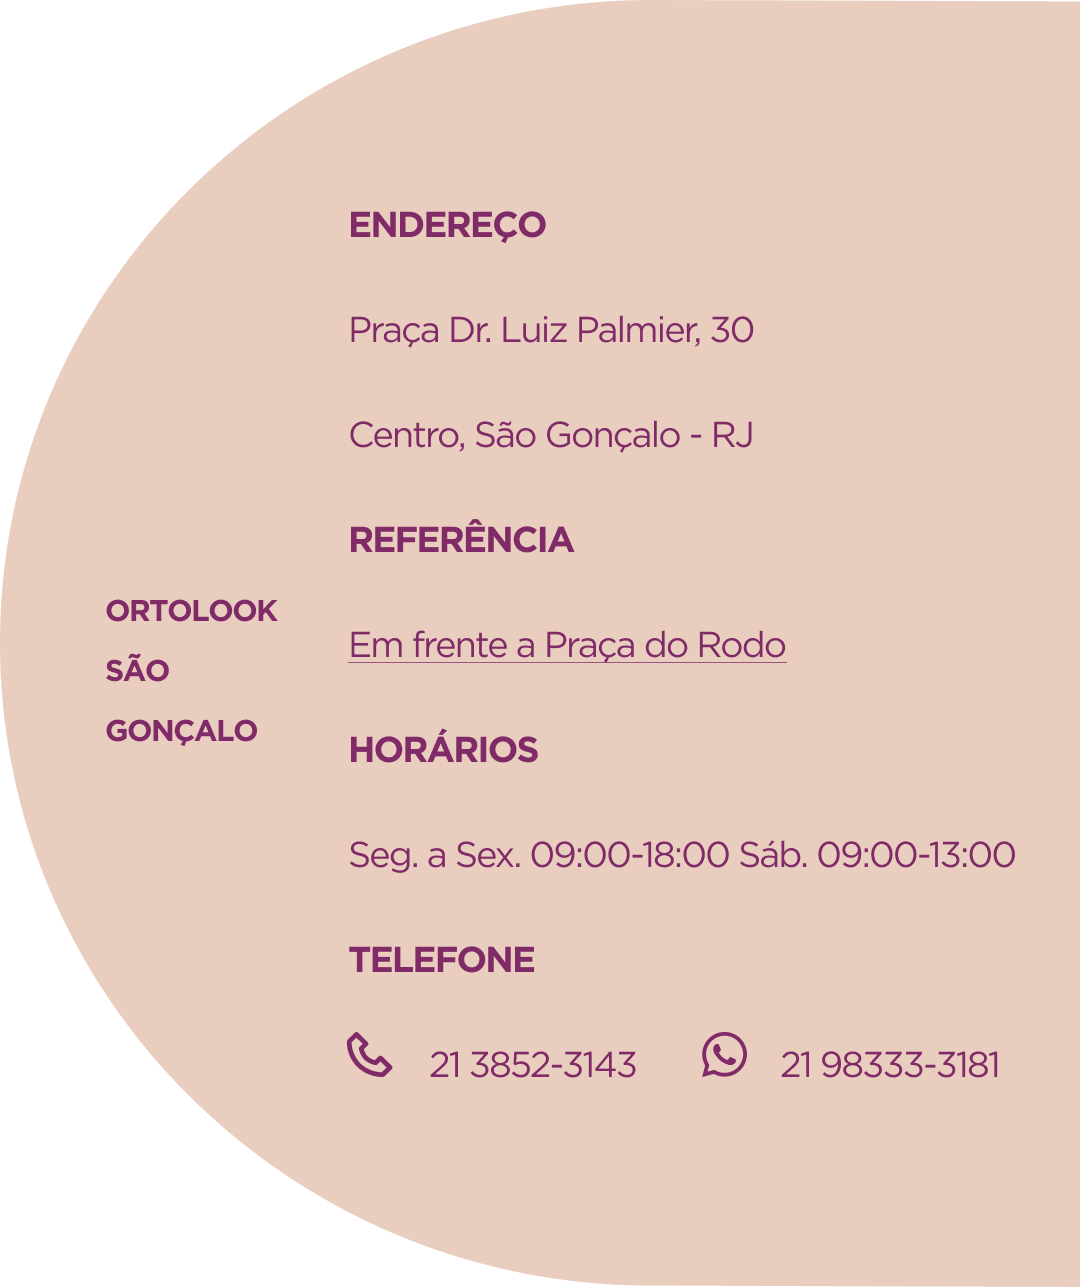 ORTOLOOK
SÃO
GONÇALO
ENDEREÇO
Praça Dr. Luiz Palmier, 30
Centro, São Gonçalo - RJ
REFERÊNCIA
Em frente a Praça do Rodo
HORÁRIOS
Seg. a Sex. 09:00-18:00 Sáb. 09:00-13:00
TELEFONE
21 3852-3143 21 98333-3181